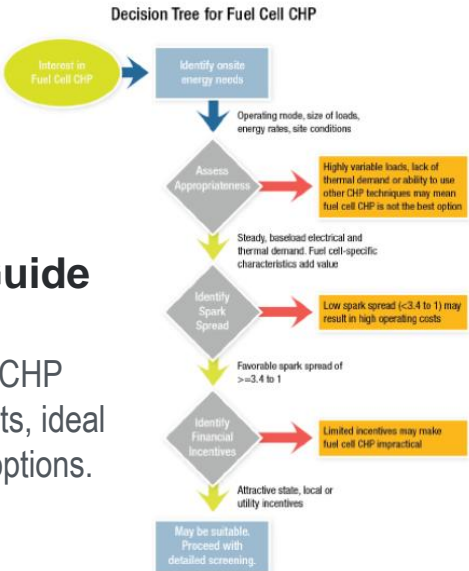 Decision Tree for Fuel Cell CHP
Interest in
Fuel Cell CHP
Identify onsite
energy needs
Operating mode, size of loads,
energy rates, site conditions
Assess
Appropriateness
Highly variable loads, lack of
thermal demand or ability to use
other CHP techniques may mean
fuel cell CHP is not the best option
Steady, baseload electrical and
thermal demand. Fuel cell-specific
characteristics add value
Identify
Spark
Spread
Low spark spread (<3.4 to 1) may
result in high operating costs
Favorable spark spread of
>=3.4 to 1
Identify
Financial
Incentives
Limited incentives may make
fuel cell CHP impractical
Attractive state, local or
utility incentives
May be suitable.
Proceed with
detailed screening.
Guide
CHP
ts, ideal
options.